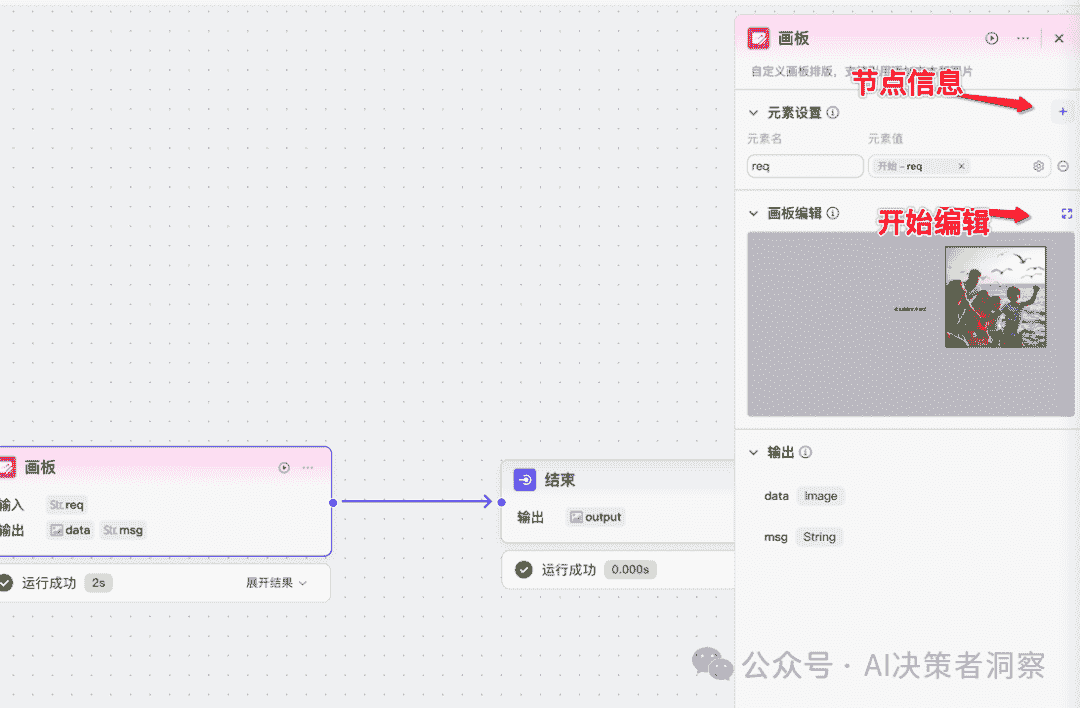 画板
自定义画板排版，支
片
节点信息
元素设置
元素名 元素值
req 开始 - req
画板编辑
开始编辑
画板
输入 Str. req
输出 data Str. msg
运行成功 2s 展开结果
结束
输出 output
运行成功 0.000s
输出
data Image
msg String
公众号 · AI决策者洞察